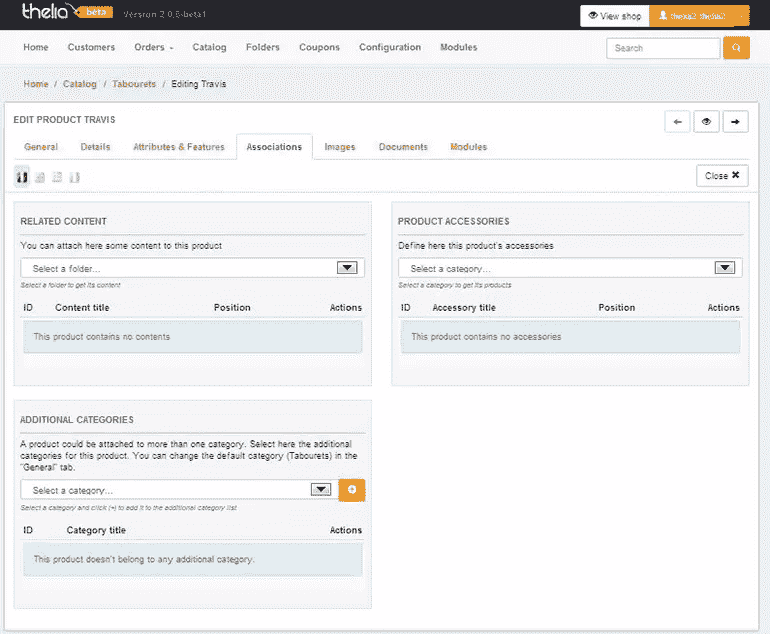 thelia beta Version 2.0.5-beta1
View shop
Home Customers Orders Catalog Folders Coupons Configuration Modules Search
Home / Catalog / Tabourets / Editing Travis
EDIT PRODUCT TRAVIS
General Details Attributes & Features Associations Images Documents Modules
Close
RELATED CONTENT
You can attach here some content to this product
Select a folder...
Select a folder to get its content
ID Content title Position Actions
This product contains no contents
PRODUCT ACCESSORIES
Define here this product's accessories
Select a category...
Select a category to get its products
ID Accessory title Position Actions
This product contains no accessories
ADDITIONAL CATEGORIES
A product could be attached to more than one category. Select here the additional
categories for this product. You can change the default category (Tabourets) in the
"General" tab.
Select a category...
Select a category and click (+) to add it to the additional category list
ID Category title Actions
This product doesn't belong to any additional category.